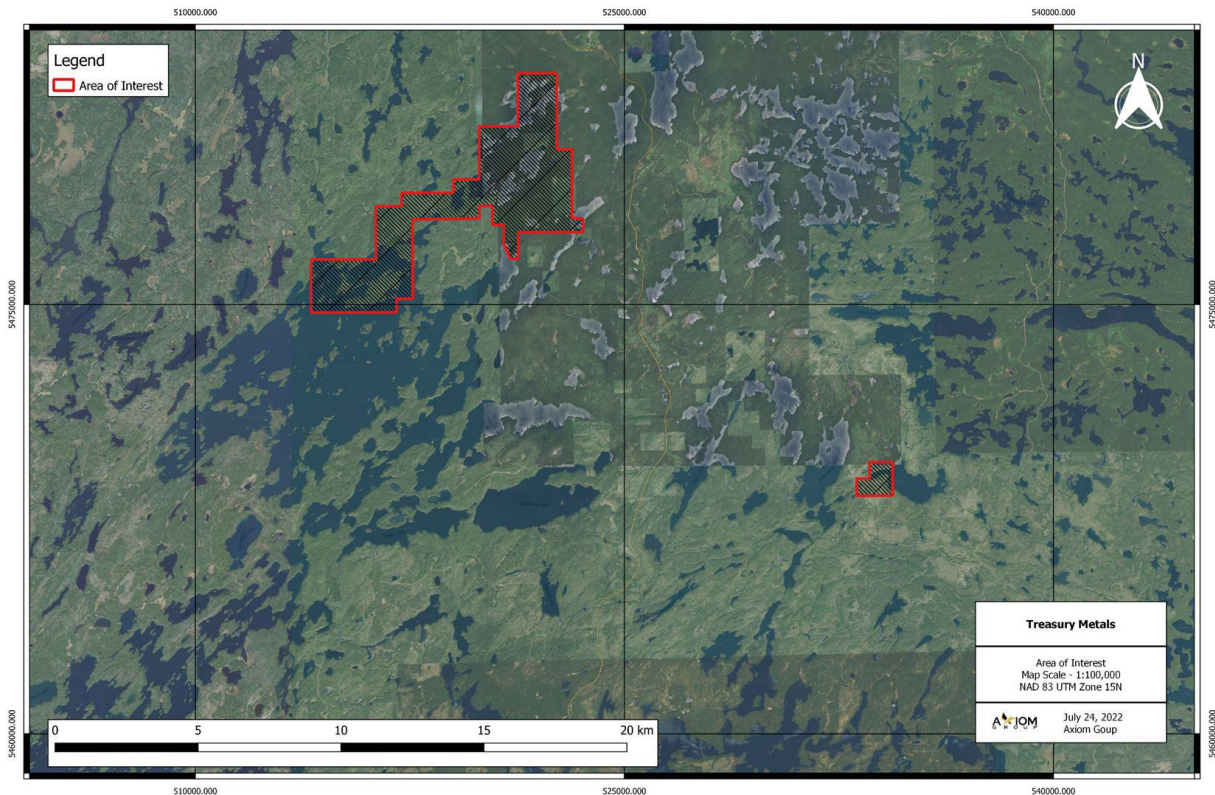 510000.000 525000.000 540000.000
Legend
Area of Interest
N
5475000.000 5475000.000
Treasury Metals
Area of Interest
Map Scale - 1:100,000
NAD 83 UTM Zone 15N
AXIOM
GROUP
July 24, 2022
Axiom Goup
0 5 10 15 20 km
5460000.000 5460000.000
510000.000 525000.000 540000.000